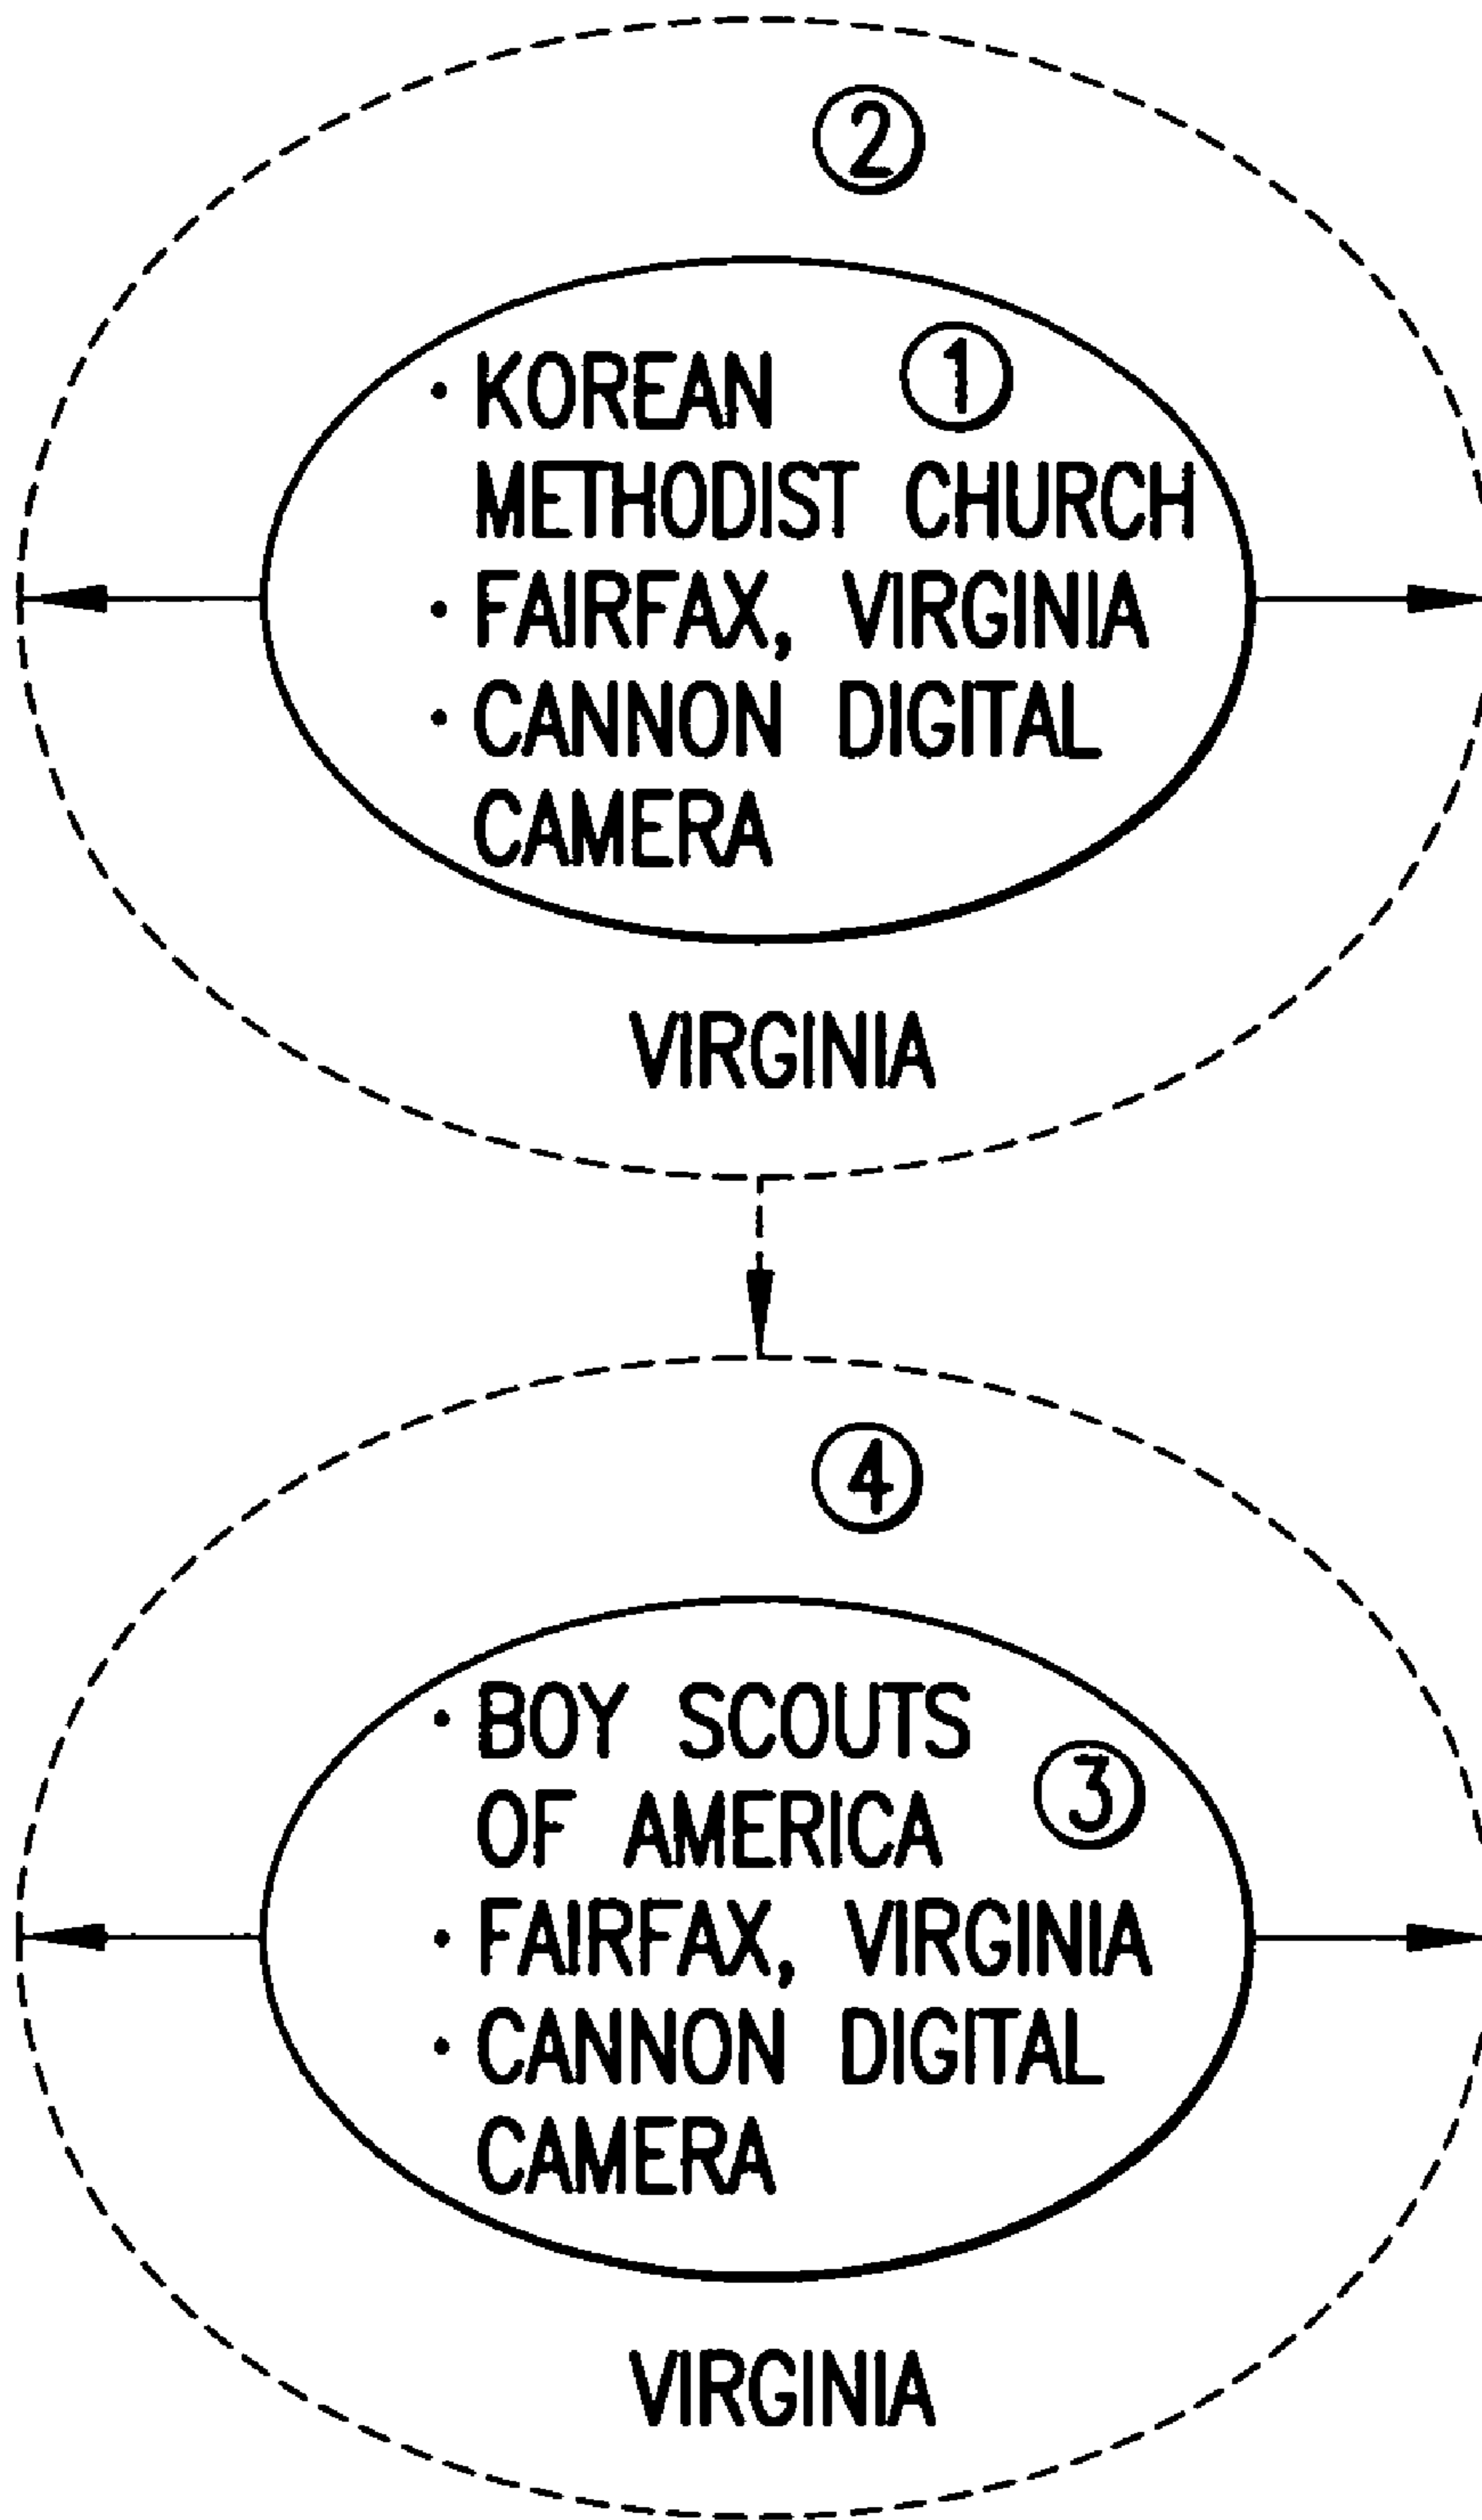 2
· KOREAN 1
METHODIST CHURCH
· FAIRFAX, VIRGINIA
· CANNON DIGITAL
CAMERA
VIRGINIA
4
· BOY SCOUTS
3
OF AMERICA
· FAIRFAX, VIRGINIA
· CANNON DIGITAL
CAMERA
VIRGINIA